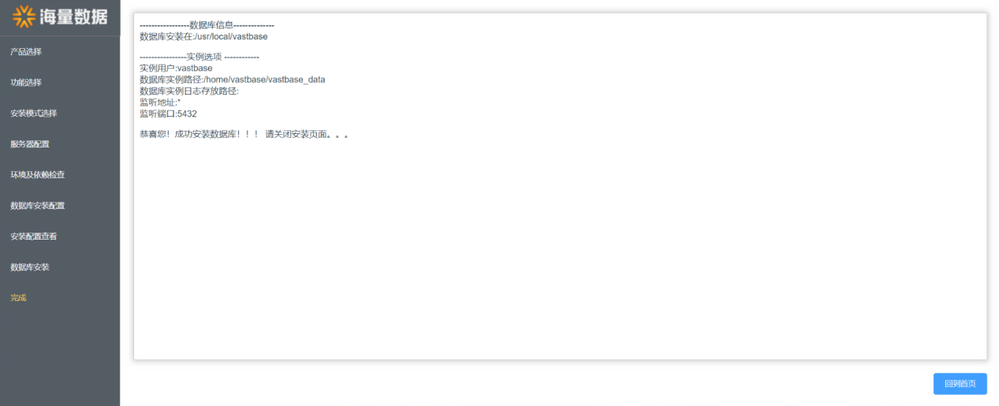 海量数据
产品选择
功能选择
安装模式选择
服务器配置
环境及依赖检查
数据库安装配置
安装配置查看
数据库安装
完成
-----------------数据库信息--------------
数据库安装在:/usr/local/vastbase
----------------实例选项 ------------
实例用户:vastbase
数据库实例路径:/home/vastbase/vastbase_data
数据库实例日志存放路径:
监听地址:*
监听端口:5432
恭喜您！成功安装数据库！！！ 请关闭安装页面。。。
回到首页